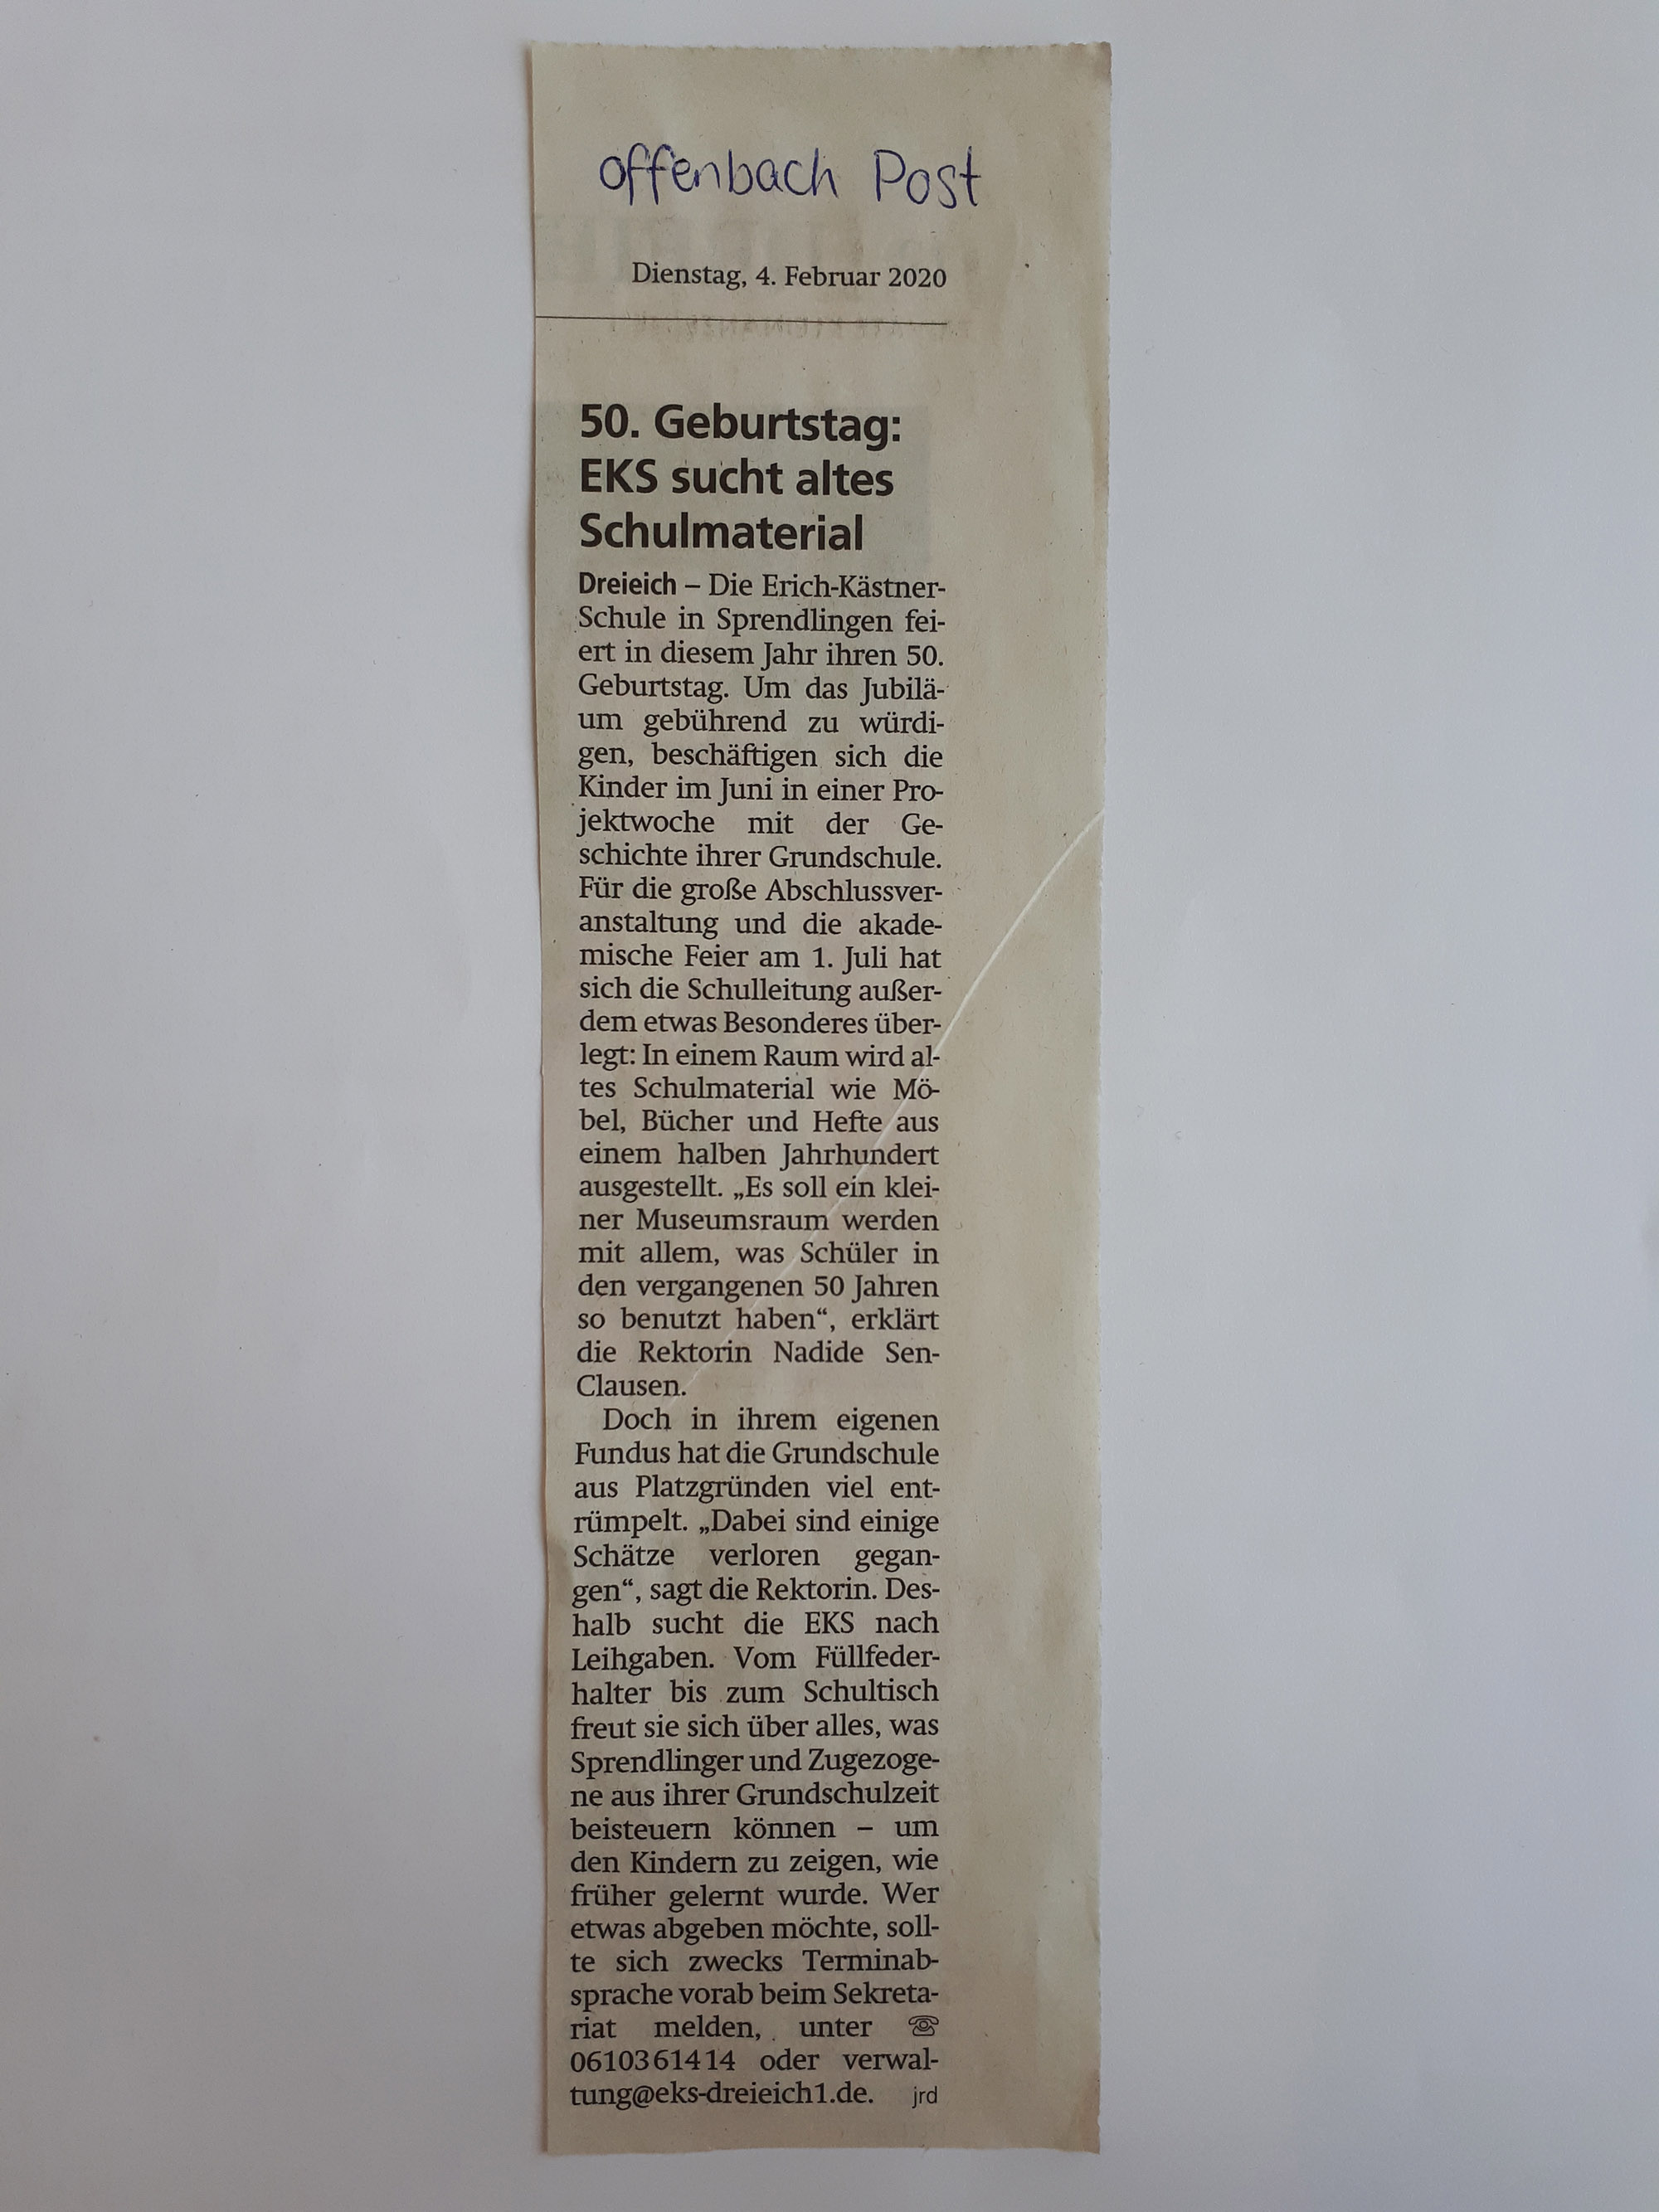 offenbach Post
Dienstag, 4. Februar 2020
50. Geburtstag:
EKS sucht altes
Schulmaterial
Dreieich – Die Erich-Kästner-
Schule in Sprendlingen fei-
ert in diesem Jahr ihren 50.
Geburtstag. Um das Jubilä-
um gebührend zu würdi-
gen, beschäftigen sich die
Kinder im Juni in einer Pro-
jektwoche mit der Ge-
schichte ihrer Grundschule.
Für die große Abschlussver-
anstaltung und die akade-
mische Feier am 1. Juli hat
sich die Schulleitung außer-
dem etwas Besonderes über-
legt: In einem Raum wird al-
tes Schulmaterial wie Mö-
bel, Bücher und Hefte aus
einem halben Jahrhundert
ausgestellt. „Es soll ein klei-
ner Museumsraum werden
mit allem, was Schüler in
den vergangenen 50 Jahren
so benutzt haben“, erklärt
die Rektorin Nadide Sen-
Clausen.
Doch in ihrem eigenen
Fundus hat die Grundschule
aus Platzgründen viel ent-
rümpelt. „Dabei sind einige
Schätze verloren gegan-
gen“, sagt die Rektorin. Des-
halb sucht die EKS nach
Leihgaben. Vom Füllfeder-
halter bis zum Schultisch
freut sie sich über alles, was
Sprendlinger und Zugezoge-
ne aus ihrer Grundschulzeit
beisteuern können – um
den Kindern zu zeigen, wie
früher gelernt wurde. Wer
etwas abgeben möchte, soll-
te sich zwecks Terminab-
sprache vorab beim Sekreta-
riat melden, unter ☏
06103 61414 oder verwal-
tung@eks-dreieich1.de. jrd